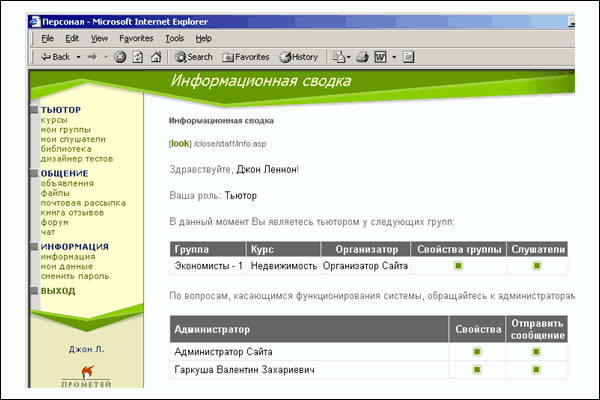 Персонал - Microsoft Internet Explorer
File Edit View Favorites Tools Help
Back Search Favorites History
Информационная сводка
ТЬЮТОР
курсы
мои группы
мои слушатели
библиотека
дизайнер тестов
ОБЩЕНИЕ
объявления
файлы
почтовая рассылка
книга отзывов
форум
чат
ИНФОРМАЦИЯ
информация
мои данные
сменить пароль
ВЫХОД
Джон Л.
ПРОМЕТЕЙ
Информационная сводка
[look] /close/staff/info.asp
Здравствуйте, Джон Леннон!
Ваша роль: Тьютор
В данный момент Вы являетесь тьютором у следующих групп:
Группа Курс Организатор Свойства группы Слушатели
Экономисты - 1 Недвижимость Организатор Сайта
По вопросам, касающимся функционирования системы, обращайтесь к администраторам
Администратор Свойства Отправить сообщение
Администратор Сайта
Гаркуша Валентин Захариевич